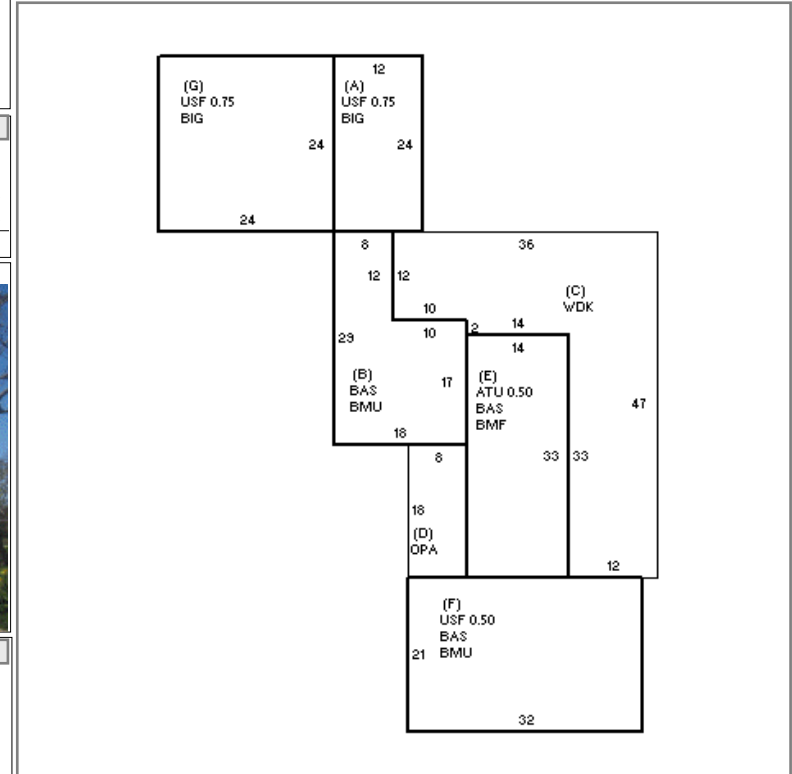 12
(G)
USF 0.75
BIG
(A)
USF 0.75
BIG
24
24
24
8
36
12
12
(C)
WDK
10
10
2
14
14
29
(B)
BAS
BMU
17
(E)
ATU 0.50
BAS
BMF
47
18
8
33
33
18
(D)
OPA
12
(F)
USF 0.50
BAS
BMU
21
32